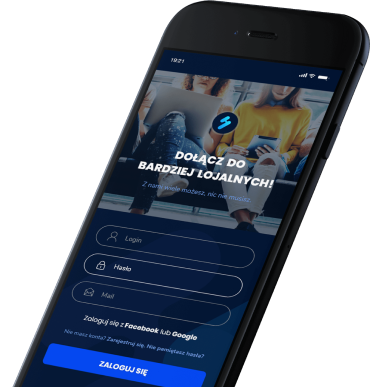 19:21
DOŁĄCZ DO
BARDZIEJ LOJALNYCH!
Z nami wiele możesz, nic nie musisz.
Login
Hasło
Mail
Zaloguj się z Facebook lub Google
Nie masz konta? Zarejestruj się. Nie pamiętasz hasła?
ZALOGUJ SIĘ